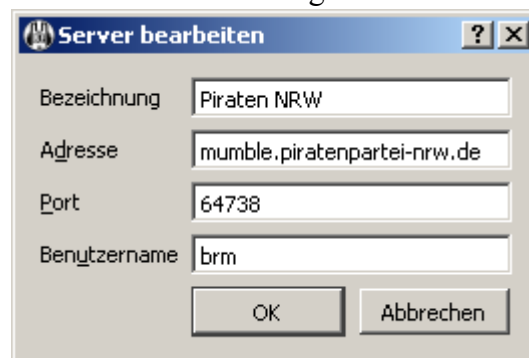 Server bearbeiten ? X
Bezeichnung Piraten NRW
Adresse mumble.piratenpartei-nrw.de
Port 64738
Benutzername brm
OK Abbrechen